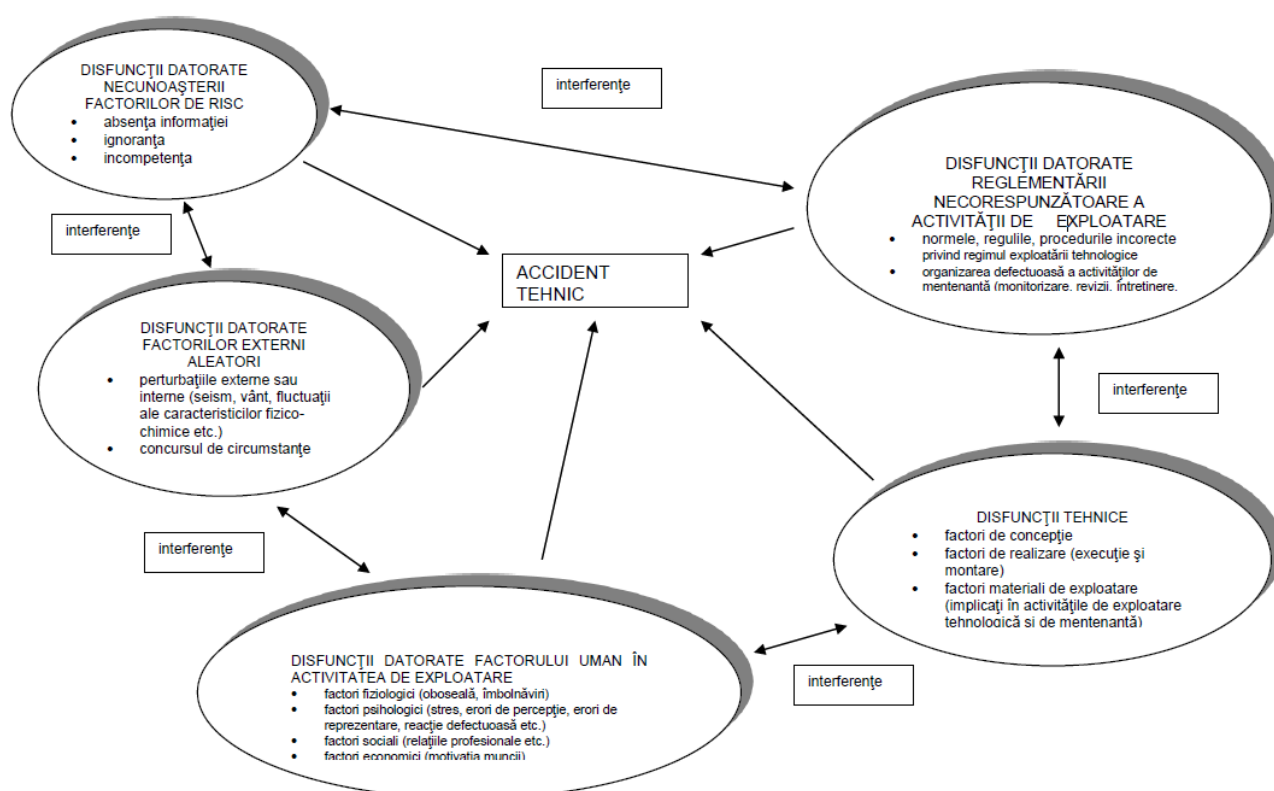 DISFUNCŢII DATORATE
NECUNOAŞTERII
FACTORILOR DE RISC
• absenţa informaţiei
• ignoranţa
• incompetenţa
interferenţe
DISFUNCŢII DATORATE
REGLEMENTĂRII
NECORESPUNZĂTOARE A
ACTIVITĂŢII DE EXPLOATARE
• normele, regulile, procedurile incorecte
privind regimul exploatării tehnologice
• organizarea defectuoasă a activităţilor de
mentenanţă (monitorizare, revizii, întreţinere,
interferenţe
ACCIDENT
TEHNIC
DISFUNCŢII DATORATE
FACTORILOR EXTERNI
ALEATORI
• perturbaţiile externe sau
interne (seism, vânt, fluctuaţii
ale caracteristicilor fizico-
chimice etc.)
• concursul de circumstanţe
interferenţe
interferenţe
DISFUNCŢII TEHNICE
• factori de concepţie
• factori de realizare (execuţie şi
montare)
• factori materiali de exploatare
(implicaţi în activităţile de exploatare
tehnologică şi de mentenanţă)
DISFUNCŢII DATORATE FACTORULUI UMAN ÎN
ACTIVITATEA DE EXPLOATARE
• factori fiziologici (oboseală, îmbolnăviri)
• factori psihologici (stres, erori de percepţie, erori de
reprezentare, reacţie defectuoasă etc.)
• factori sociali (relaţiile profesionale etc.)
• factori economici (motivaţia muncii)
interferenţe